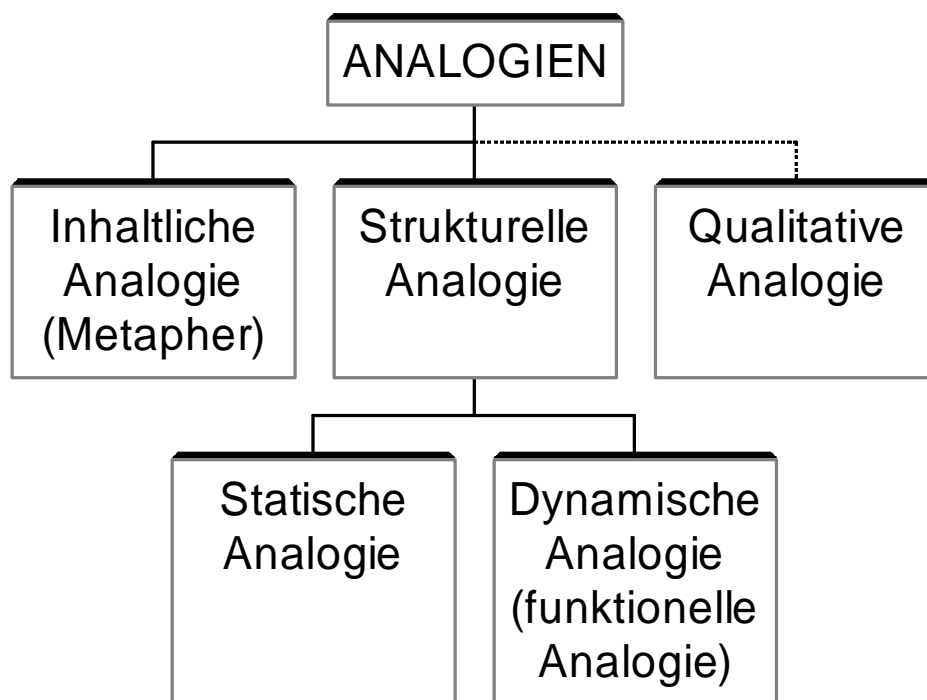 ANALOGIEN
Inhaltliche
Analogie
(Metapher)
Strukturelle
Analogie
Qualitative
Analogie
Statische
Analogie
Dynamische
Analogie
(funktionelle
Analogie)